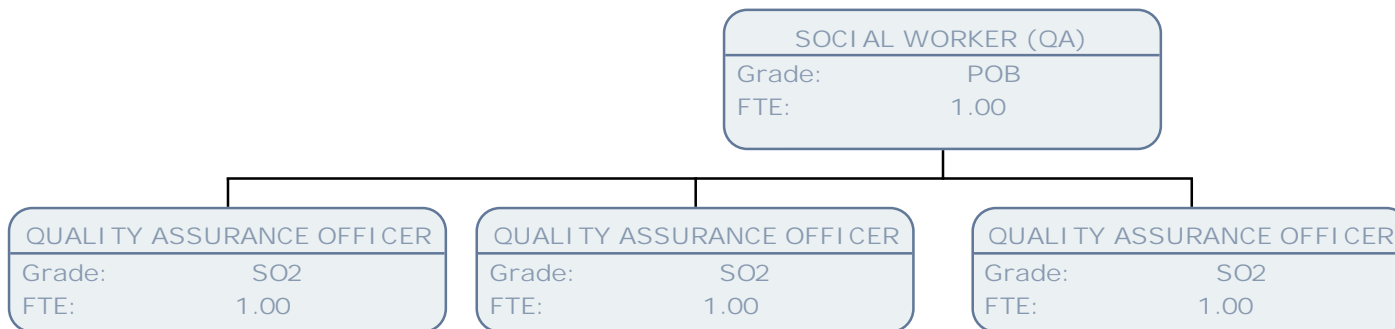 SOCIAL WORKER (QA)
Grade: POB
FTE: 1.00
QUALITY ASSURANCE OFFICER
Grade: SO2
FTE: 1.00
QUALITY ASSURANCE OFFICER
Grade: SO2
FTE: 1.00
QUALITY ASSURANCE OFFICER
Grade: SO2
FTE: 1.00